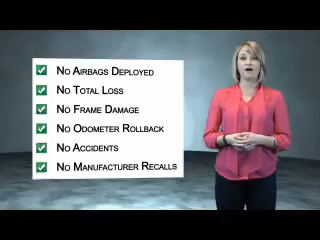 No Airbags Deployed
No Total Loss
No Frame Damage
No Odometer Rollback
No Accidents
No Manufacturer Recalls